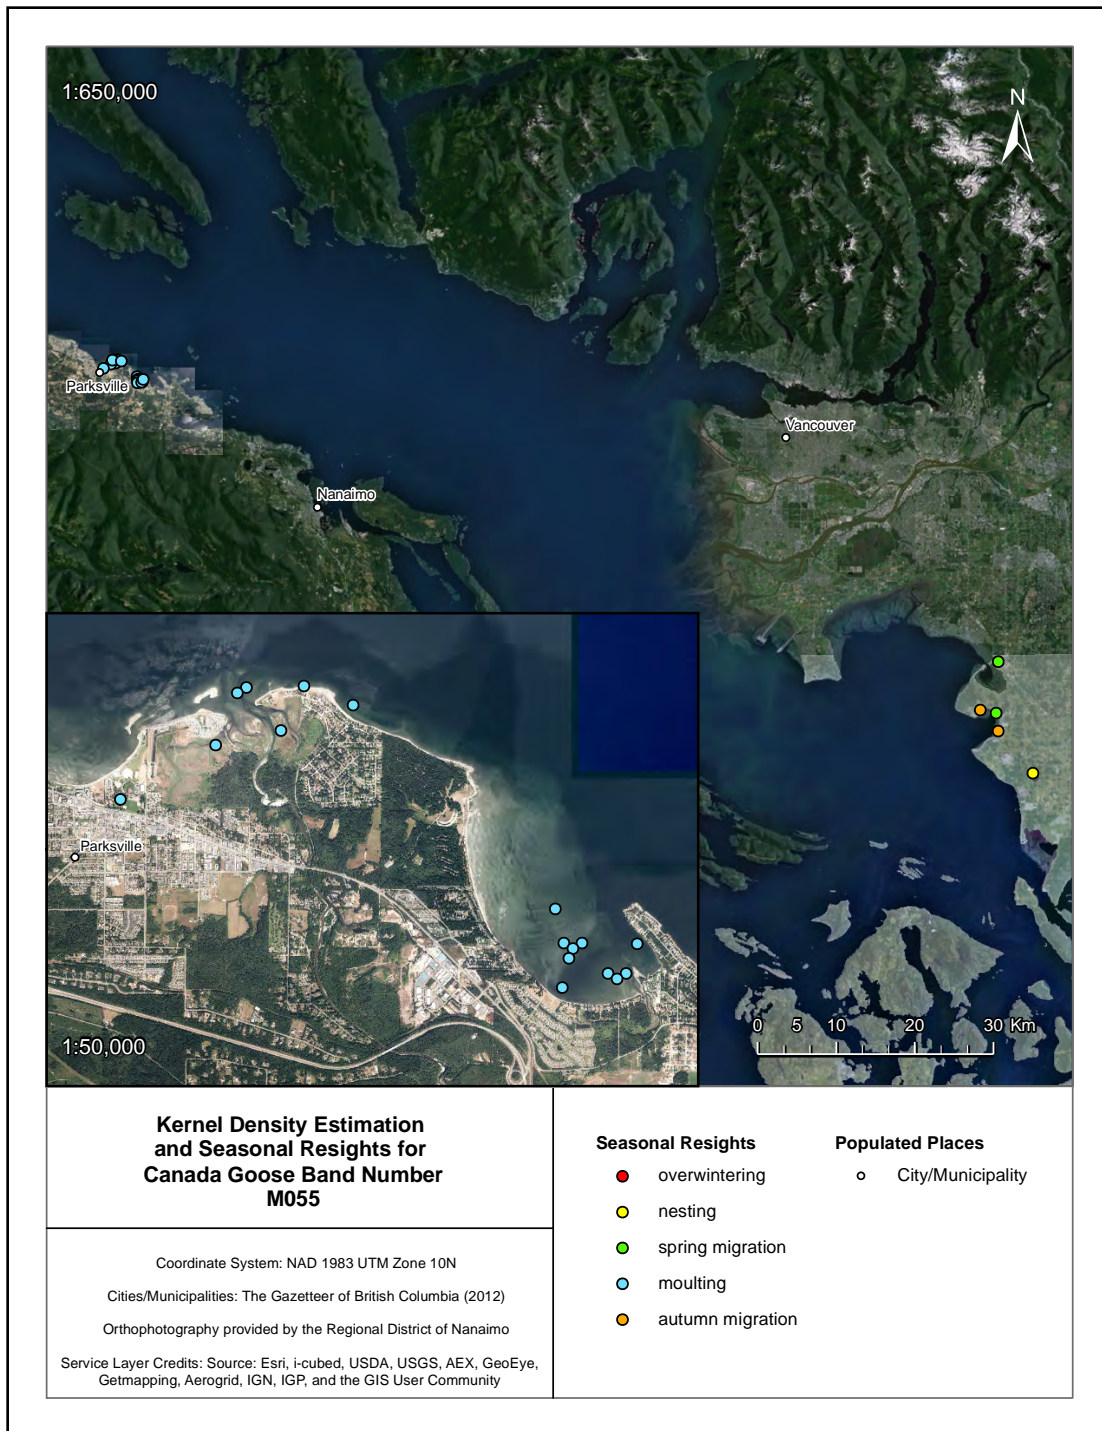 1:650,000
N
Parksville
Vancouver
Nanaimo
Parksville
1:50,000
0 5 10 20 30 Km
Kernel Density Estimation
and Seasonal Resights for
Canada Goose Band Number
M055
Coordinate System: NAD 1983 UTM Zone 10N
Cities/Municipalities: The Gazetteer of British Columbia (2012)
Orthophotography provided by the Regional District of Nanaimo
Service Layer Credits: Source: Esri, i-cubed, USDA, USGS, AEX, GeoEye,
Getmapping, Aerogrid, IGN, IGP, and the GIS User Community
Seasonal Resights
overwintering
nesting
spring migration
moulting
autumn migration
Populated Places
City/Municipality